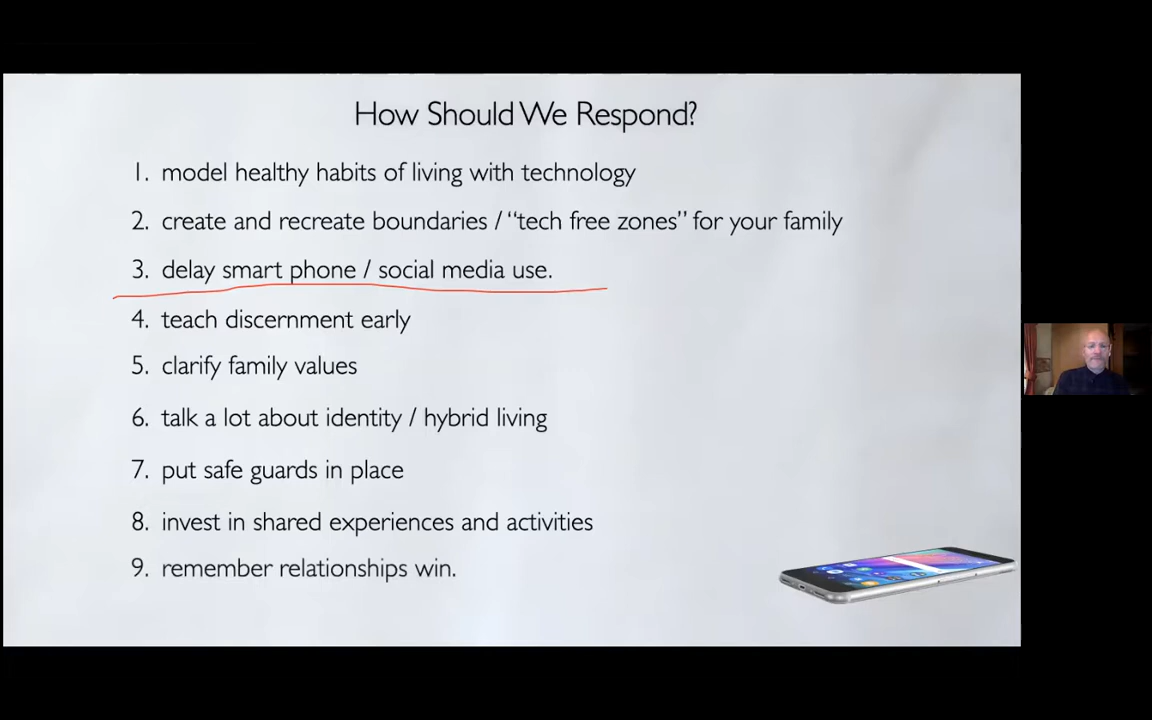 How Should We Respond?
1. model healthy habits of living with technology
2. create and recreate boundaries / “tech free zones” for your family
3. delay smart phone / social media use.
4. teach discernment early
5. clarify family values
6. talk a lot about identity / hybrid living
7. put safe guards in place
8. invest in shared experiences and activities
9. remember relationships win.